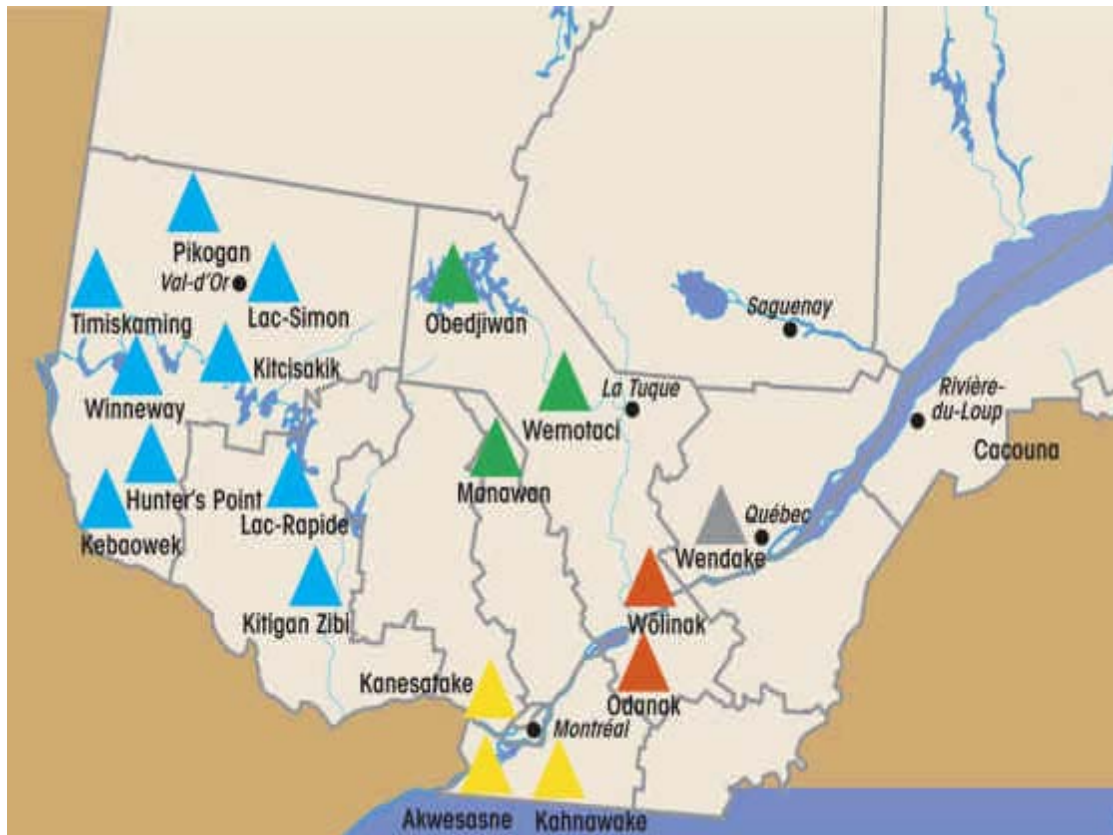 Pikogan
Val-d'Or
Timiskaming
Lac-Simon
Obedjiwan
Saguenay
Kitcisakik
Winneway
La Tuque
Rivière-
du-Loup
Wemotaci
Cacouna
Hunter's Point
Manawan
Lac-Rapide
Kebaowek
Québec
Wendake
Kitigan Zibi
Wôlinak
Kanesatake
Odanak
Montréal
Akwesasne
Kahnawake